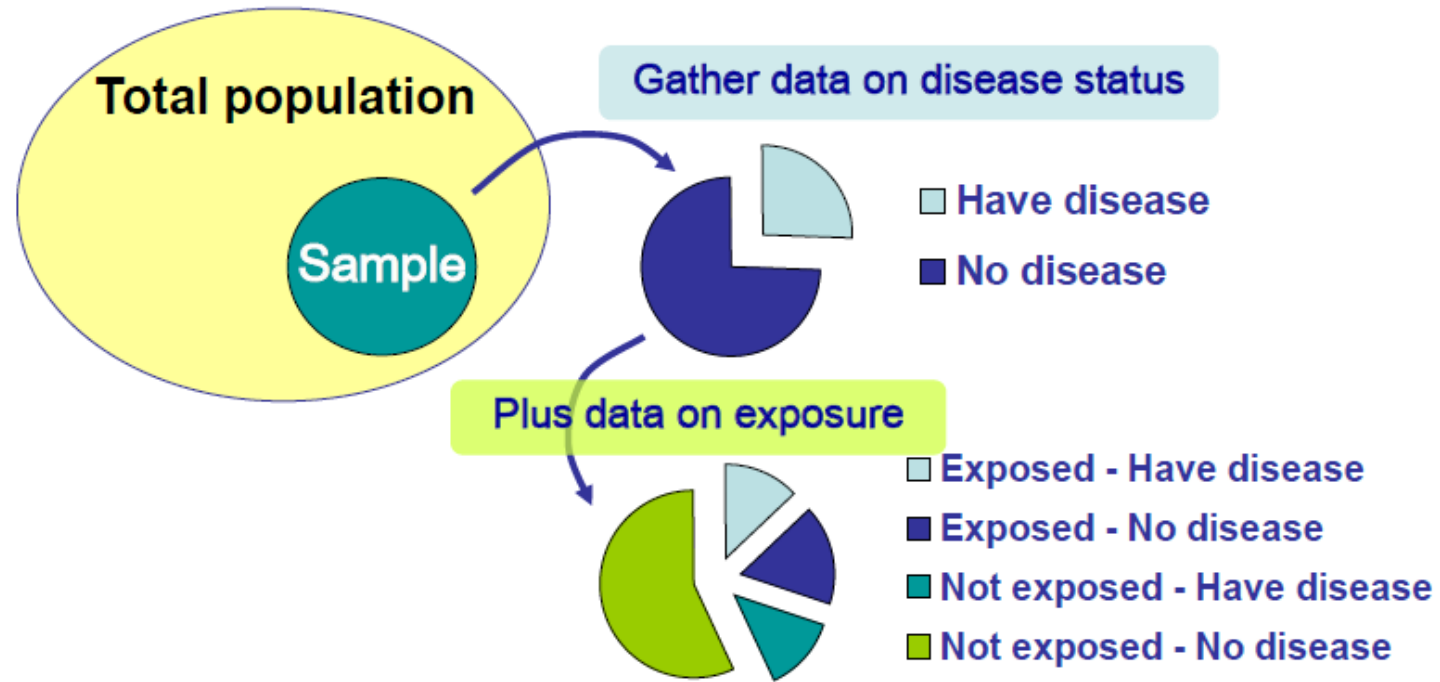 Total population
Sample
Gather data on disease status
Have disease
No disease
Plus data on exposure
Exposed - Have disease
Exposed - No disease
Not exposed - Have disease
Not exposed - No disease